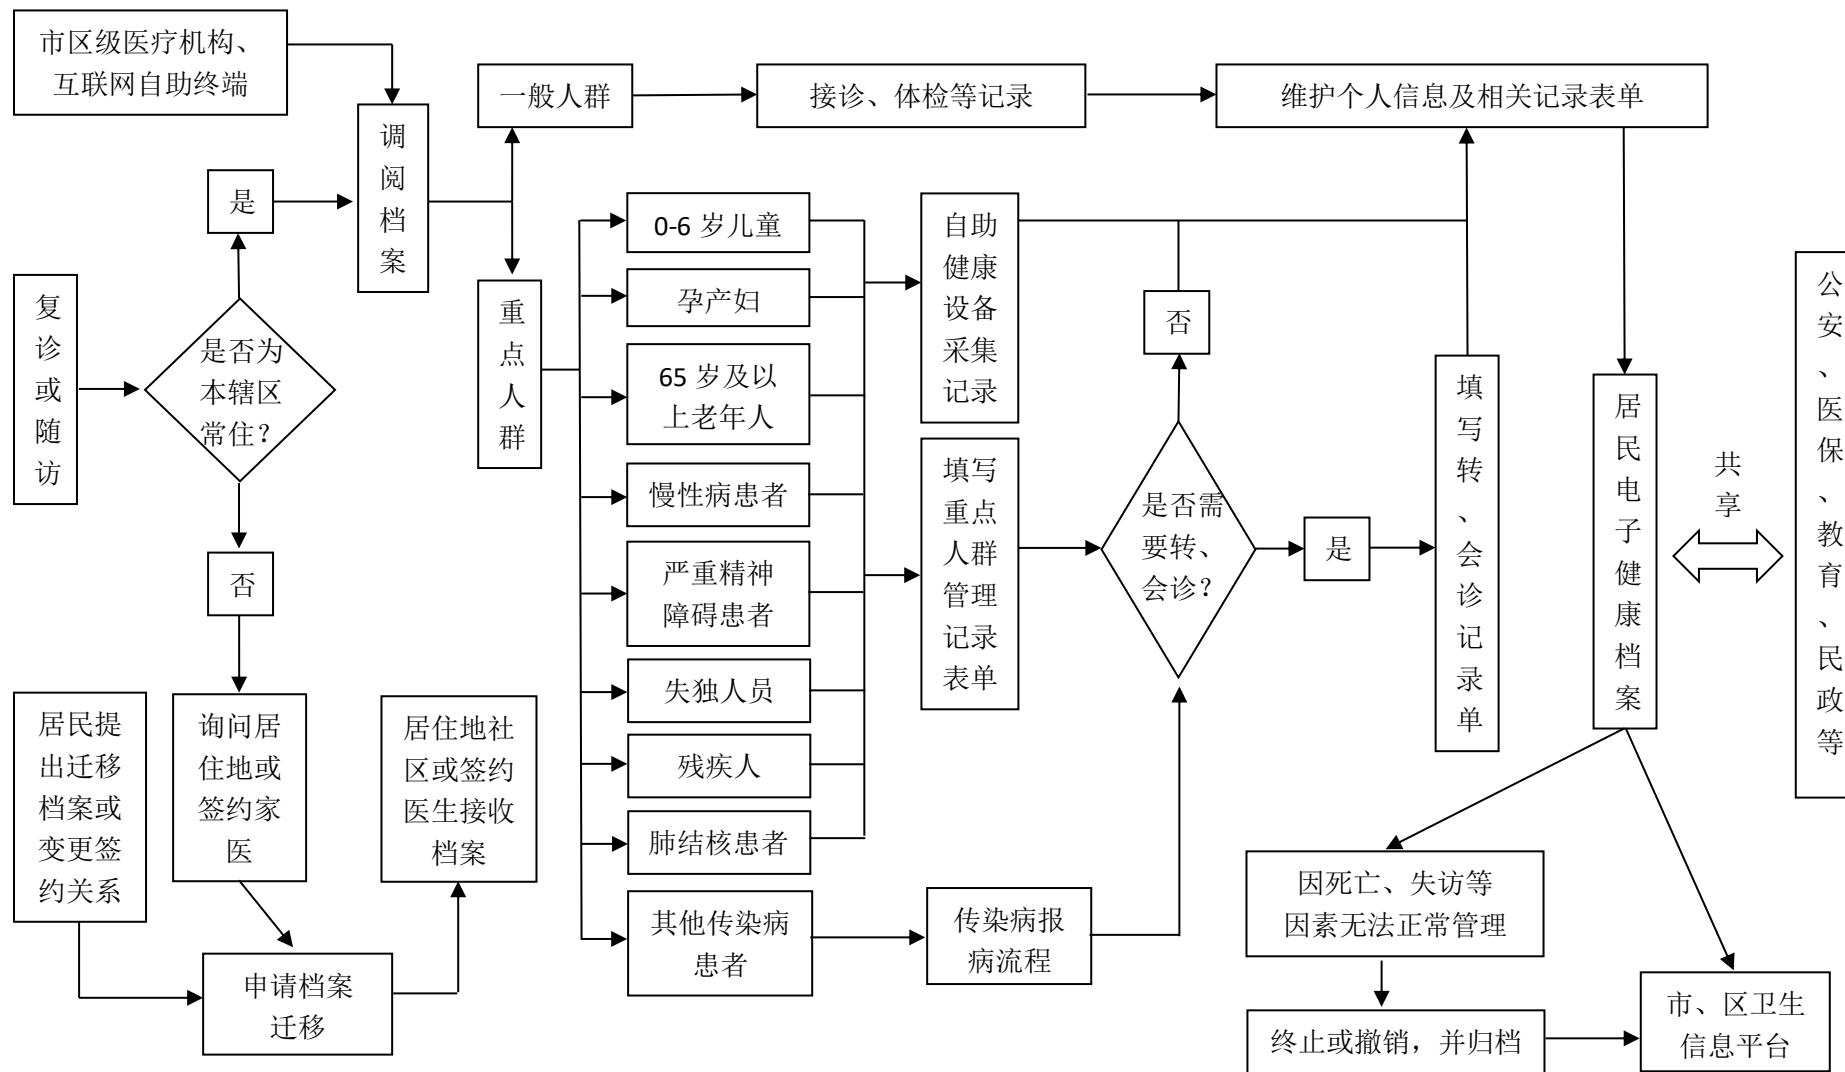 市区级医疗机构、
互联网自助终端
调
阅
档
案
一般人群
接诊、体检等记录
维护个人信息及相关记录表单
是
复
诊
或
随
访
是否为
本辖区
常住？
否
重
点
人
群
0-6 岁儿童
孕产妇
65 岁及以
上老年人
慢性病患者
严重精神
障碍患者
失独人员
残疾人
肺结核患者
其他传染病
患者
自助
健康
设备
采集
记录
填写
重点
人群
管理
记录
表单
传染病报
病流程
否
是否需
要转、
会诊？
是
填
写
转
、
会
诊
记
录
单
居
民
电
子
健
康
档
案
共
享
公
安
、
医
保
、
教
育
、
民
政
等
居民提
出迁移
档案或
变更签
约关系
询问居
住地或
签约家
医
居住地社
区或签约
医生接收
档案
申请档案
迁移
因死亡、失访等
因素无法正常管理
终止或撤销，并归档
市、区卫生
信息平台